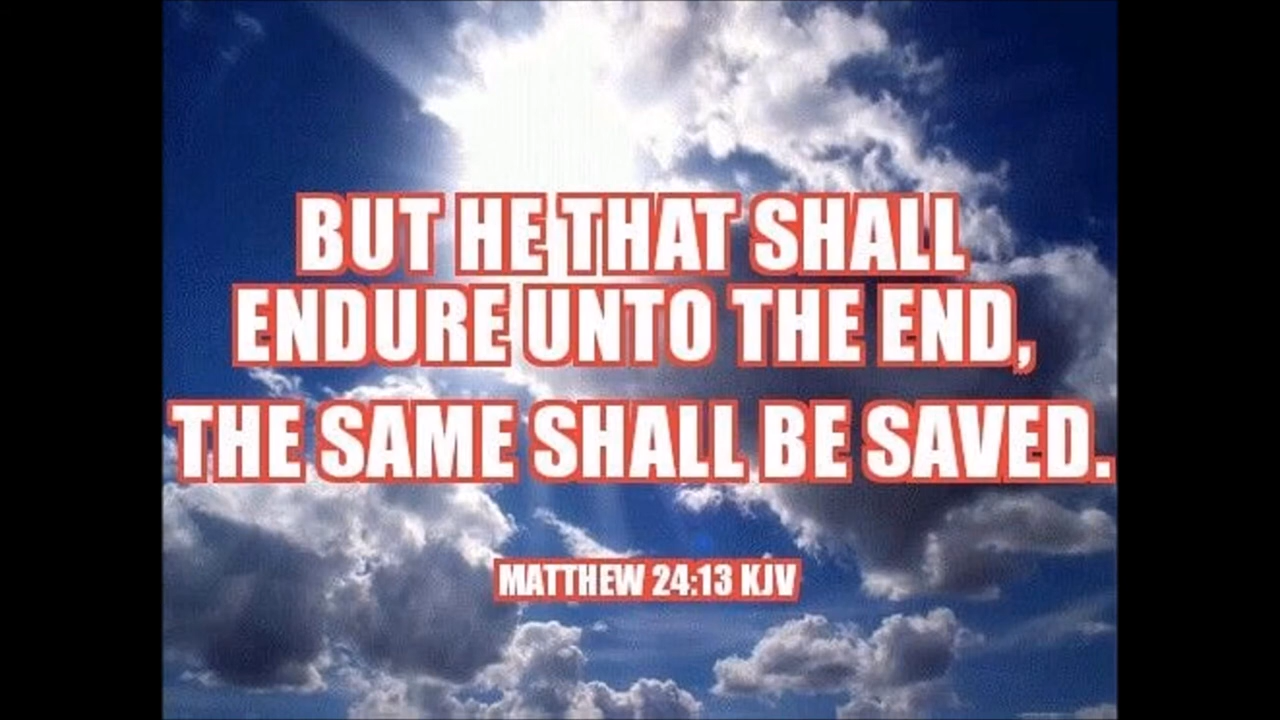 BUT HE THAT SHALL
ENDURE UNTO THE END,
THE SAME SHALL BE SAVED.
MATTHEW 24:13 KJV